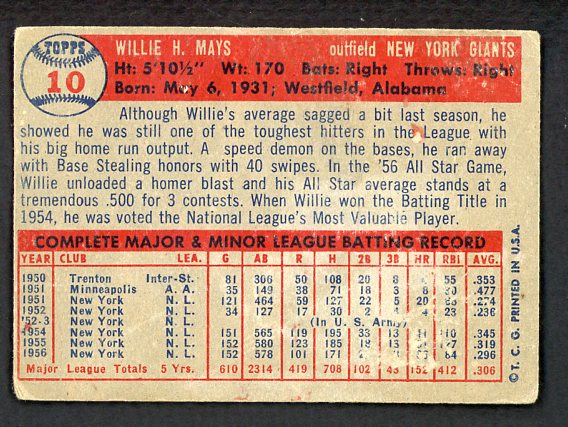 TOPPS
10
WILLIE H. MAYS outfield NEW YORK GIANTS
Ht: 5'10½" Wt: 170 Bats: Right Throws: Right
Born: May 6, 1931; Westfield, Alabama
Although Willie's average sagged a bit last season, he
showed he was still one of the toughest hitters in the League with
his big home run output. A speed demon on the bases, he ran away
with Base Stealing honors with 40 swipes. In the '56 All Star Game,
Willie unloaded a homer blast and his All Star average stands at a
tremendous .500 for 3 contests. When Willie won the Batting Title in
1954, he was voted the National League's Most Valuable Player.
COMPLETE MAJOR & MINOR LEAGUE BATTING RECORD
YEAR CLUB LEA. G AB R H 2B 3B HR RBI AVG.
1950 Trenton Inter-St. 81 306 50 108 20 8 55 .353
1951 Minneapolis A. A. 35 149 38 71 18 3 30 .477
1951 New York N. L. 121 464 59 127 22 5 20 68 .274
1952 New York N. L. 34 127 17 30 2 4 4 23 .236
'52-3 New York N. L. (In U. S. Army)
1954 New York N. L. 151 565 119 195 33 13 110 .345
1955 New York N. L. 152 580 123 185 18 13 .319
1956 New York N. L. 152 578 101 171 84 .296
Major League Totals 5 Yrs. 610 2314 419 708 102 43 152 412 .306
© T. C. G. PRINTED IN U.S.A.